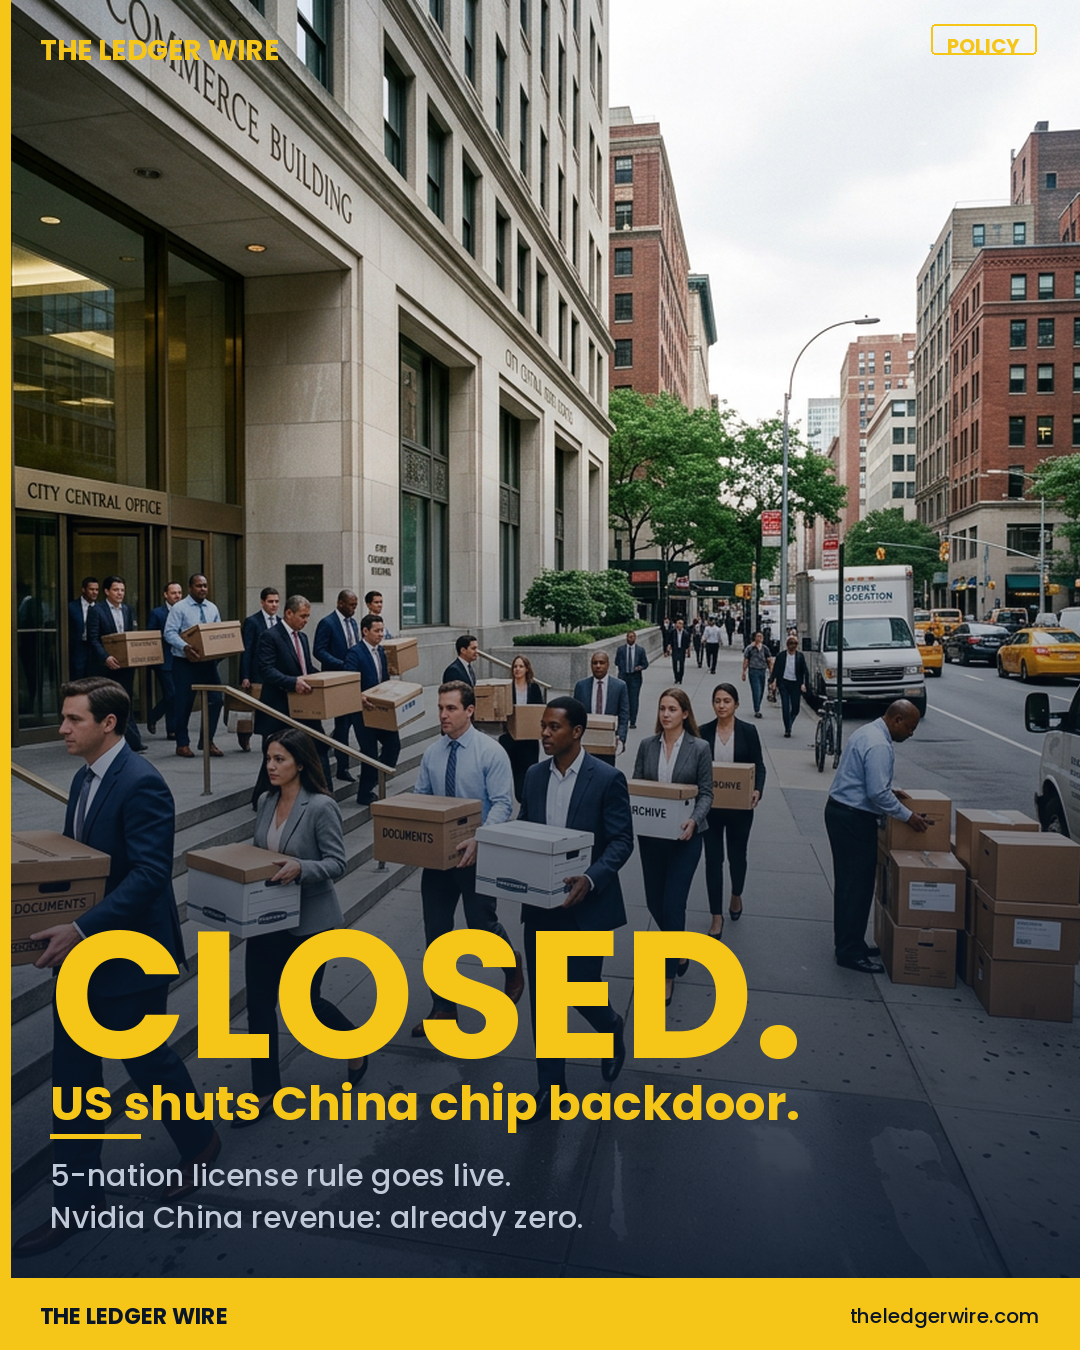 THE LEDGER WIRE
POLICY
COMMERCE BUILDING
CITY CENTRAL OFFICE
DOCUMENTS
DOCUMENTS
ARCHIVE
CLOSED.
US shuts China chip backdoor.
5-nation license rule goes live.
Nvidia China revenue: already zero.
THE LEDGER WIRE
theledgerwire.com